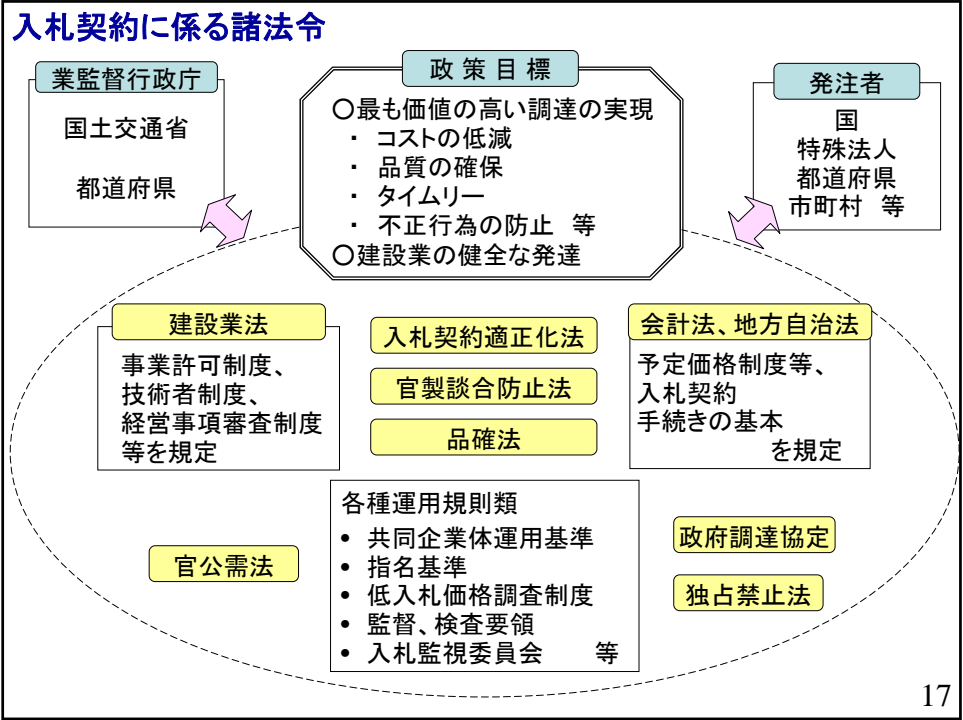 入札契約に係る諸法令
業監督行政庁
国土交通省
都道府県
政策目標
○最も価値の高い調達の実現
・ コストの低減
・ 品質の確保
・ タイムリー
・ 不正行為の防止 等
○建設業の健全な発達
発注者
国
特殊法人
都道府県
市町村 等
建設業法
事業許可制度、
技術者制度、
経営事項審査制度
等を規定
入札契約適正化法
官製談合防止法
品確法
会計法、地方自治法
予定価格制度等、
入札契約
手続きの基本
を規定
官公需法
各種運用規則類
• 共同企業体運用基準
• 指名基準
• 低入札価格調査制度
• 監督、検査要領
• 入札監視委員会 等
政府調達協定
独占禁止法
17